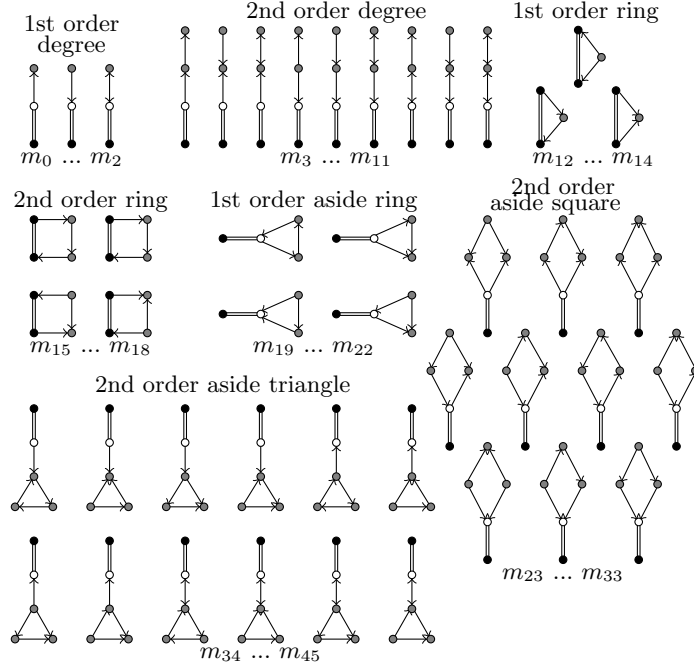 1st order
degree
2nd order degree
1st order ring
m₀ ... m₂
m₃ ... m₁₁
m₁₂ ... m₁₄
2nd order ring
1st order aside ring
2nd order
aside square
m₁₅ ... m₁₈
m₁₉ ... m₂₂
2nd order aside triangle
m₂₃ ... m₃₃
m₃₄ ... m₄₅